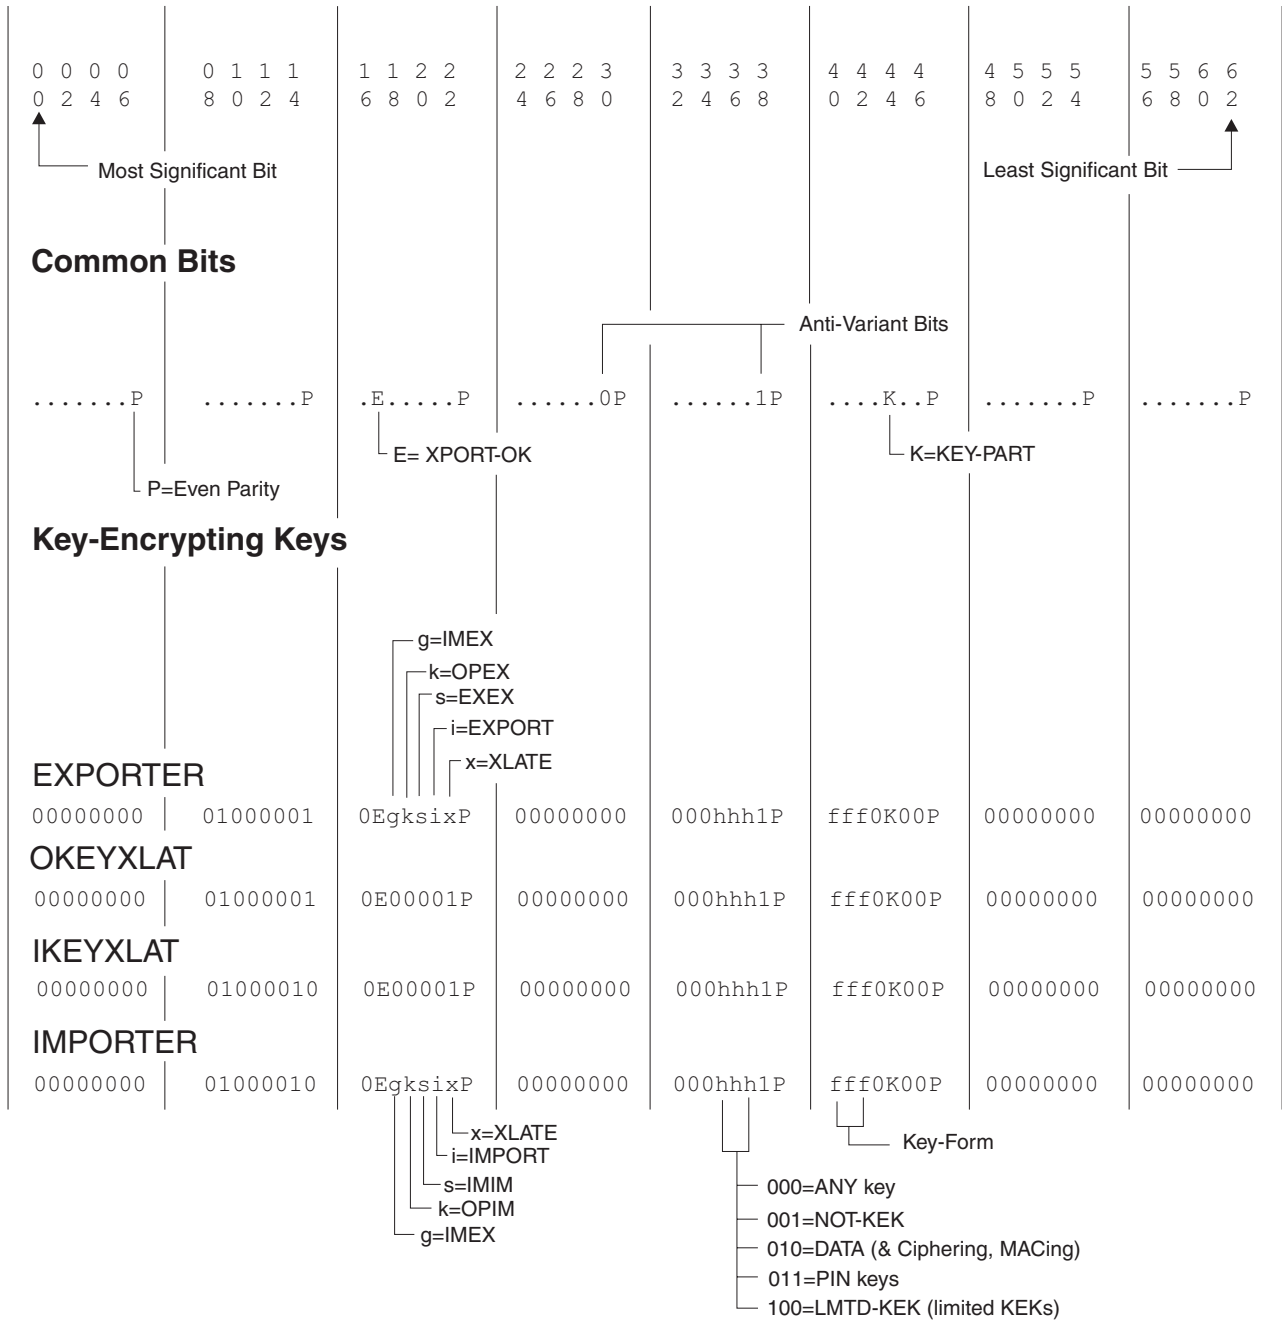 0 0 0 0 0 1 1 1 1 1 2 2 2 2 2 3 3 3 3 3 4 4 4 4 4 5 5 5 5 5 6 6
0 2 4 6 8 0 2 4 6 8 0 2 4 6 8 0 2 4 6 8 0 2 4 6 8 0 2 4 6 8 0 2
Most Significant Bit Least Significant Bit
Common Bits
Anti-Variant Bits
.......P .......P .E.....P ......0P ......1P ....K..P .......P .......P
E= XPORT-OK K=KEY-PART
P=Even Parity
Key-Encrypting Keys
g=IMEX
k=OPEX
s=EXEX
i=EXPORT
x=XLATE
EXPORTER
00000000 01000001 0EgksixP 00000000 000hhh1P fff0K00P 00000000 00000000
OKEYXLAT
00000000 01000001 0E00001P 00000000 000hhh1P fff0K00P 00000000 00000000
IKEYXLAT
00000000 01000010 0E00001P 00000000 000hhh1P fff0K00P 00000000 00000000
IMPORTER
00000000 01000010 0EgksixP 00000000 000hhh1P fff0K00P 00000000 00000000
x=XLATE
i=IMPORT
s=IMIM
k=OPIM
g=IMEX
Key-Form
000=ANY key
001=NOT-KEK
010=DATA (& Ciphering, MACing)
011=PIN keys
100=LMTD-KEK (limited KEKs)